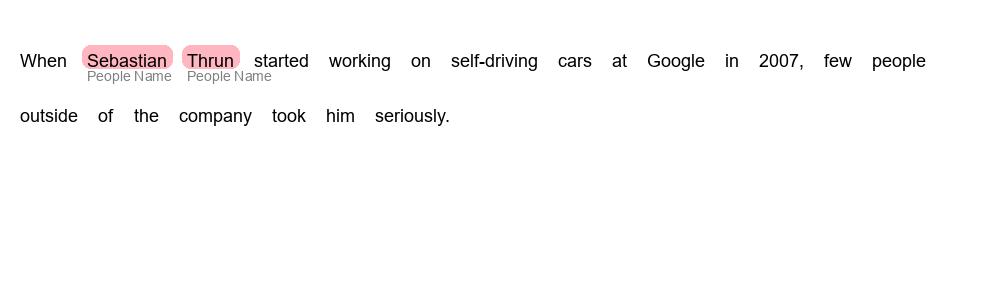 When Sebastian Thrun started working on self-driving cars at Google in 2007, few people
People Name People Name
outside of the company took him seriously.